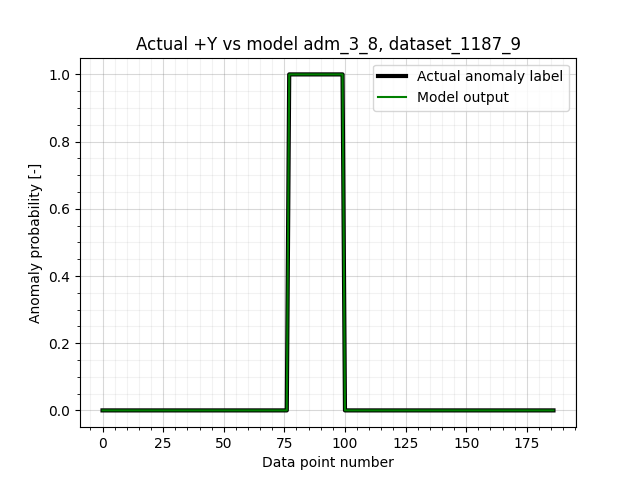 Actual +Y vs model adm_3_8, dataset_1187_9
Actual anomaly label
Model output
Anomaly probability [-]
1.0
0.8
0.6
0.4
0.2
0.0
0 25 50 75 100 125 150 175
Data point number